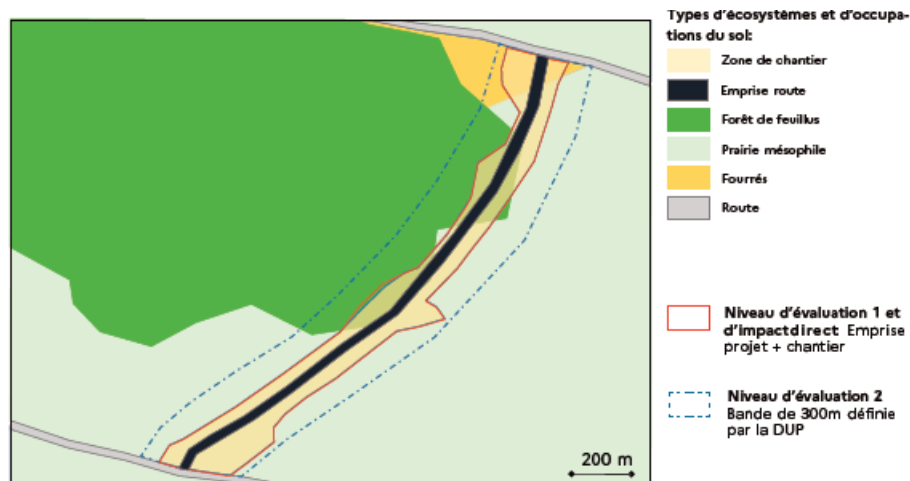 Types d'écosystèmes et d'occupa-
tions du sol:
Zone de chantier
Emprise route
Forêt de feuillus
Prairie mésophile
Fourrés
Route
Niveau d'évaluation 1 et
d'impactdirect Emprise
projet + chantier
Niveau d'évaluation 2
Bande de 300m définie
par la DUP
200 m